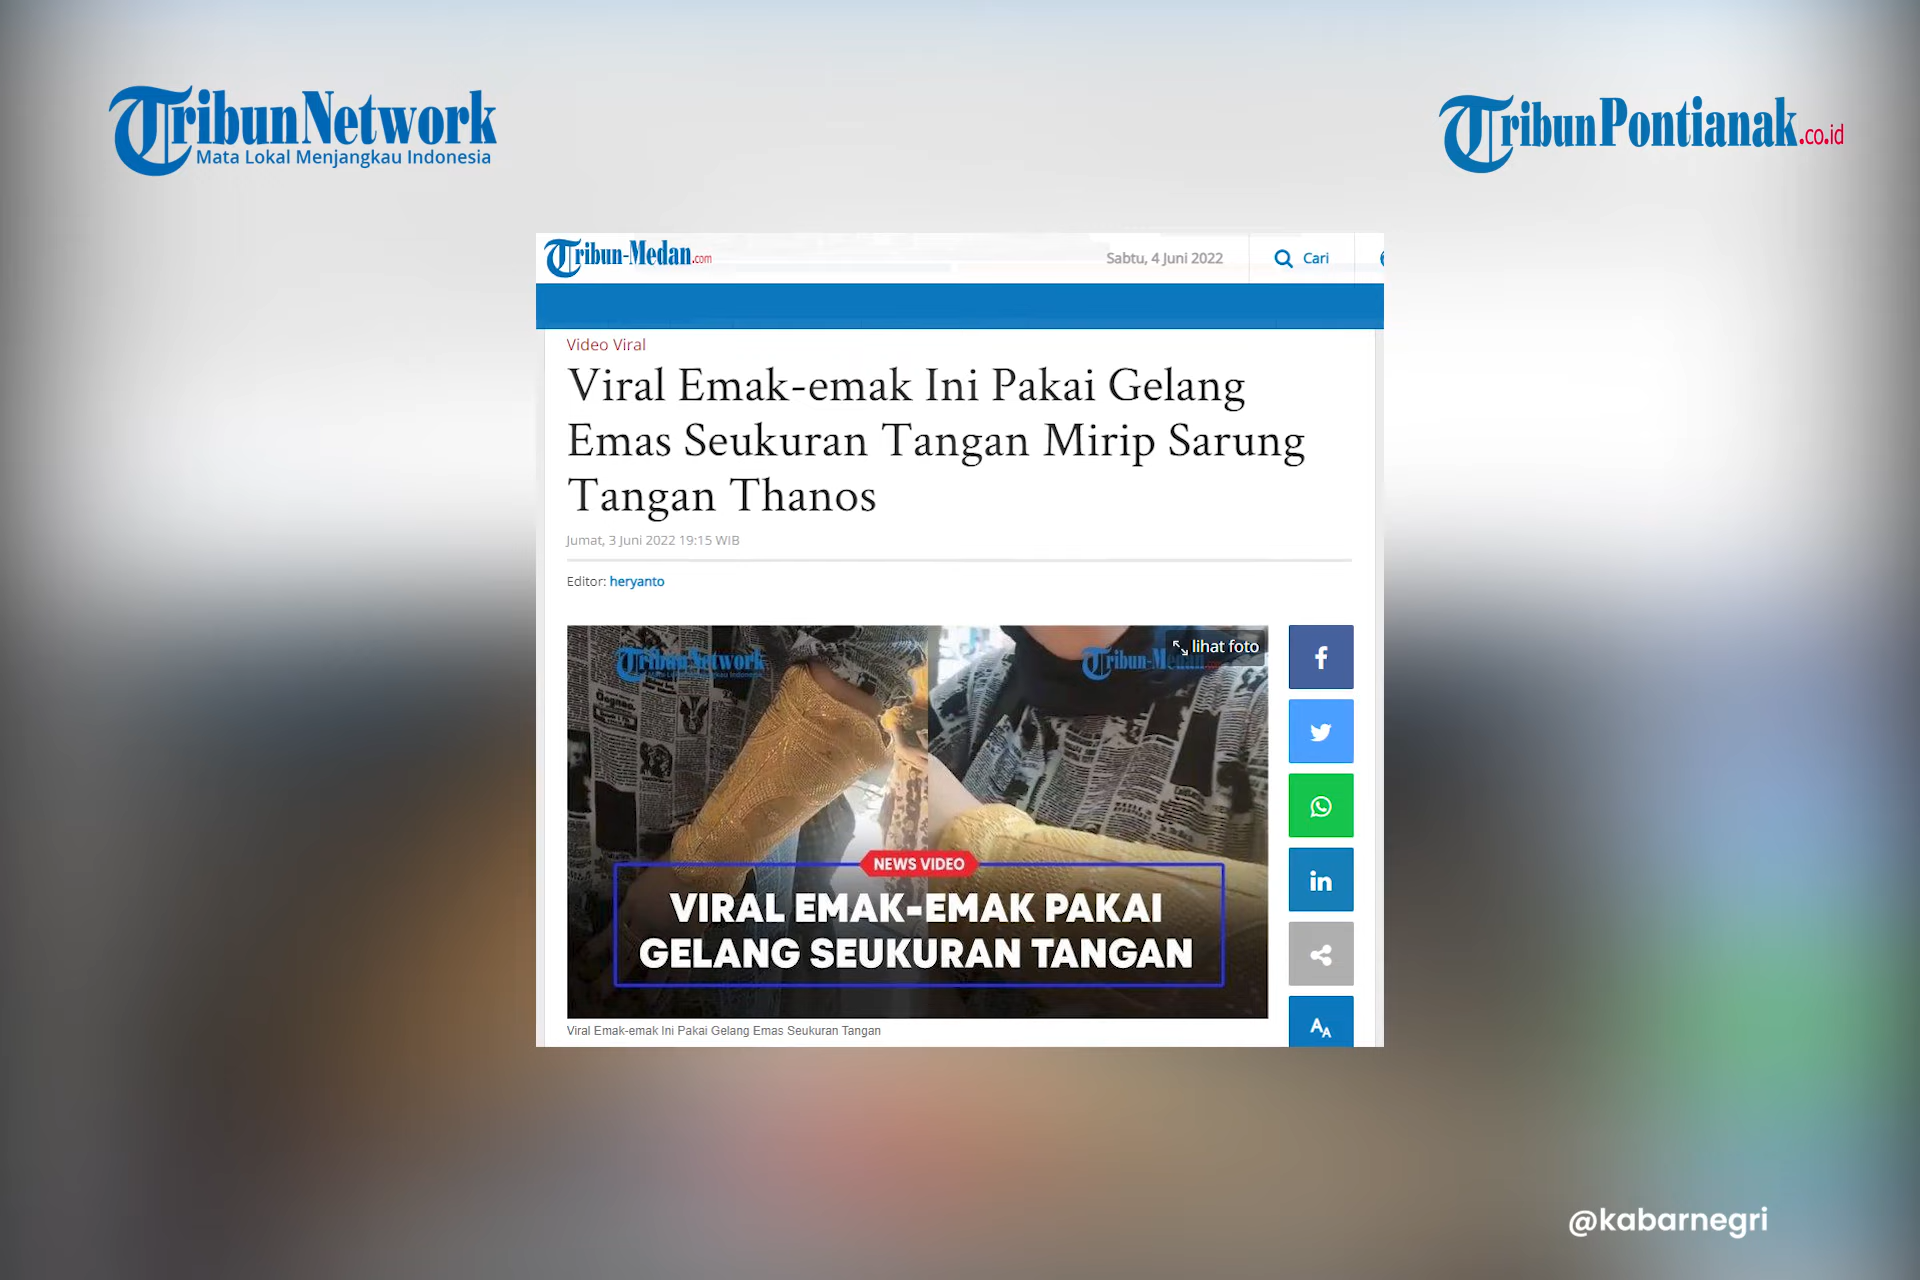 TribunNetwork
Mata Lokal Menjangkau Indonesia
TribunPontianak.co.id
Tribun-Medan.com
Sabtu, 4 Juni 2022
Cari
Video Viral
Viral Emak-emak Ini Pakai Gelang
Emas Seukuran Tangan Mirip Sarung
Tangan Thanos
Jumat, 3 Juni 2022 19:15 WIB
Editor: heryanto
TribunNetwork
Tribun-Medan
lihat foto
NEWS VIDEO
VIRAL EMAK-EMAK PAKAI
GELANG SEUKURAN TANGAN
Viral Emak-emak Ini Pakai Gelang Emas Seukuran Tangan
@kabarnegri